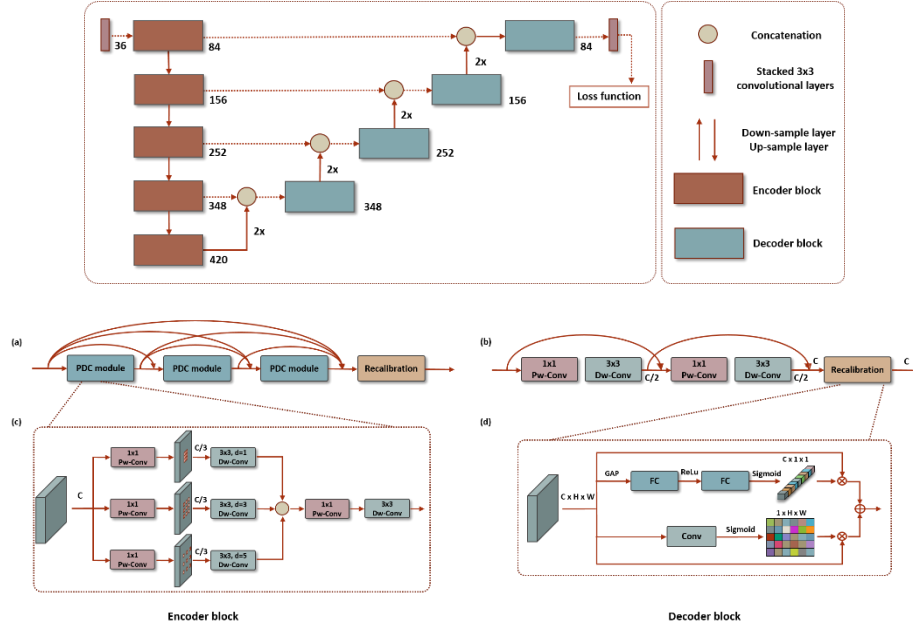 36
84
84
2x
156
156
2x
Loss function
252
252
2x
348
348
2x
420
Concatenation
Stacked 3x3
convolutional layers
Down-sample layer
Up-sample layer
Encoder block
Decoder block
(a)
PDC module
PDC module
PDC module
Recalibration
(b)
1x1
Pw-Conv
3x3
Dw-Conv
C/2
1x1
Pw-Conv
3x3
Dw-Conv
C
C/2
Recalibration
C
(c)
C
1x1
Pw-Conv
C/3
3x3, d=1
Dw-Conv
1x1
Pw-Conv
C/3
3x3, d=3
Dw-Conv
1x1
Pw-Conv
3x3
Dw-Conv
1x1
Pw-Conv
C/3
3x3, d=5
Dw-Conv
Encoder block
(d)
C x H x W
GAP
FC
ReLu
FC
Sigmoid
C x 1 x 1
Conv
Sigmoid
1 x H x W
Decoder block